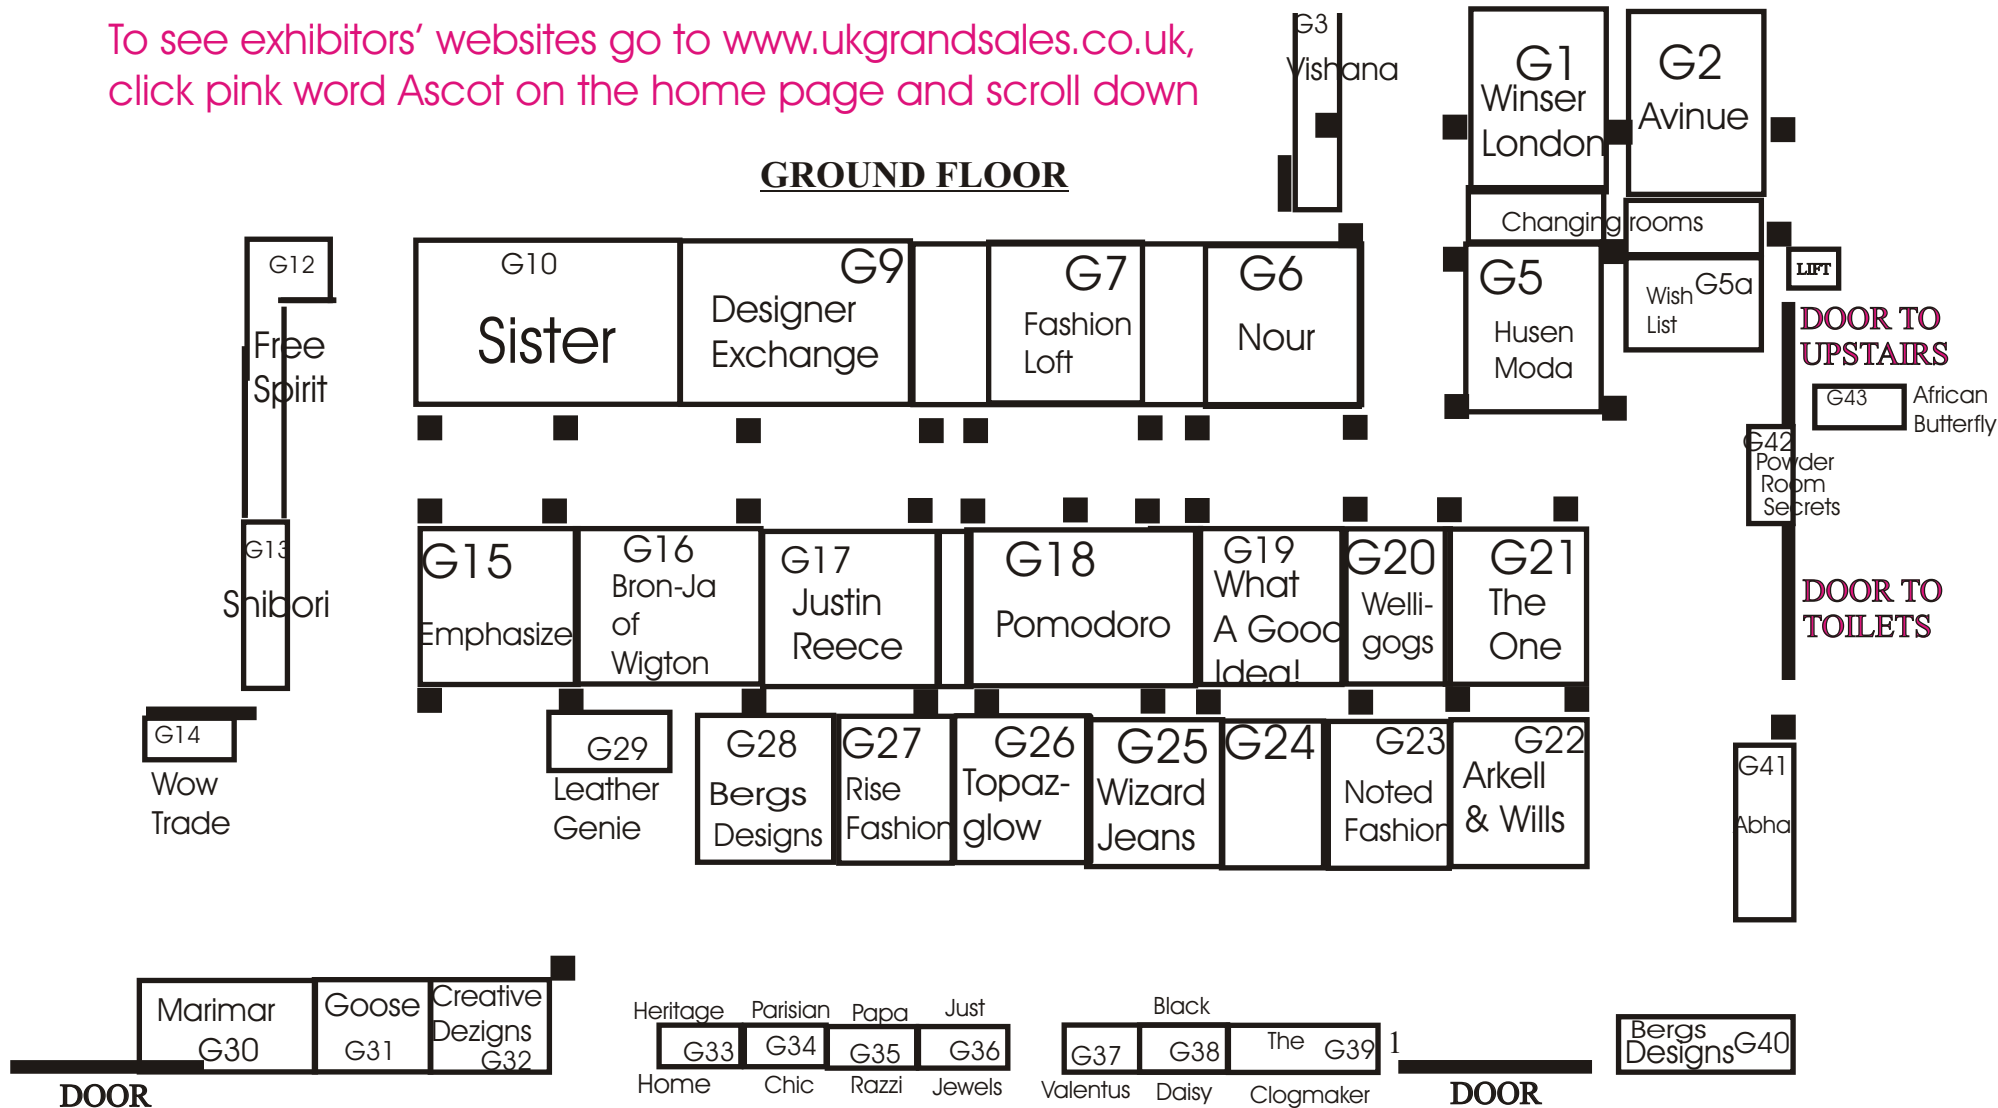 To see exhibitors' websites go to www.ukgrandsales.co.uk,
click pink word Ascot on the home page and scroll down
GROUND FLOOR
G3
Vishana
G1
Winser
London
G2
Avinue
Changing rooms
G12
Free
Spirit
G10
Sister
G9
Designer
Exchange
G7
Fashion
Loft
G6
Nour
G5
Husen
Moda
G5a
Wish
List
LIFT
DOOR TO
UPSTAIRS
G43
African
Butterfly
G42
Powder
Room
Secrets
DOOR TO
TOILETS
G13
Shibori
G15
Emphasize
G16
Bron-Ja
of
Wigton
G17
Justin
Reece
G18
Pomodoro
G19
What
A Good
Idea!
G20
Welli-
gogs
G21
The
One
G14
Wow
Trade
G29
Leather
Genie
G28
Bergs
Designs
G27
Rise
Fashion
G26
Topaz-
glow
G25
Wizard
Jeans
G24
G23
Noted
Fashion
G22
Arkell
& Wills
G41
Abha
Marimar
G30
Goose
G31
Creative
Dezigns
G32
Heritage
G33
Home
Parisian
G34
Chic
Papa
G35
Razzi
Just
G36
Jewels
G37
Valentus
Black
G38
Daisy
The
G39
Clogmaker
1
Bergs
Designs
G40
DOOR
DOOR